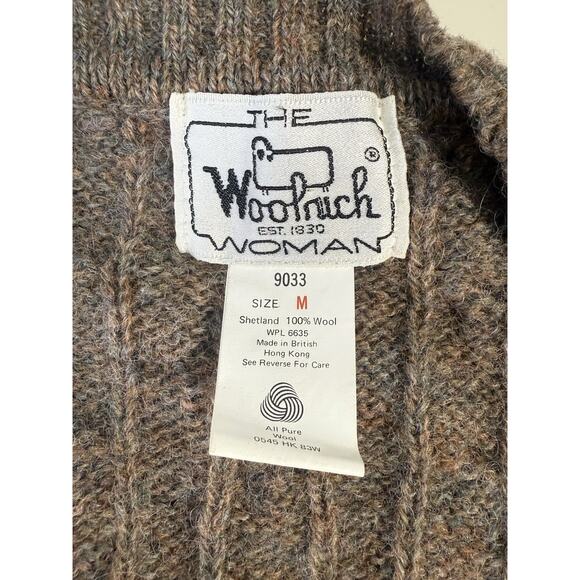 THE
Woolrich
®
EST. 1830
WOMAN
9033
SIZE M
Shetland 100% Wool
WPL 6635
Made in British
Hong Kong
See Reverse For Care
All Pure
Wool
0545 HK 83W